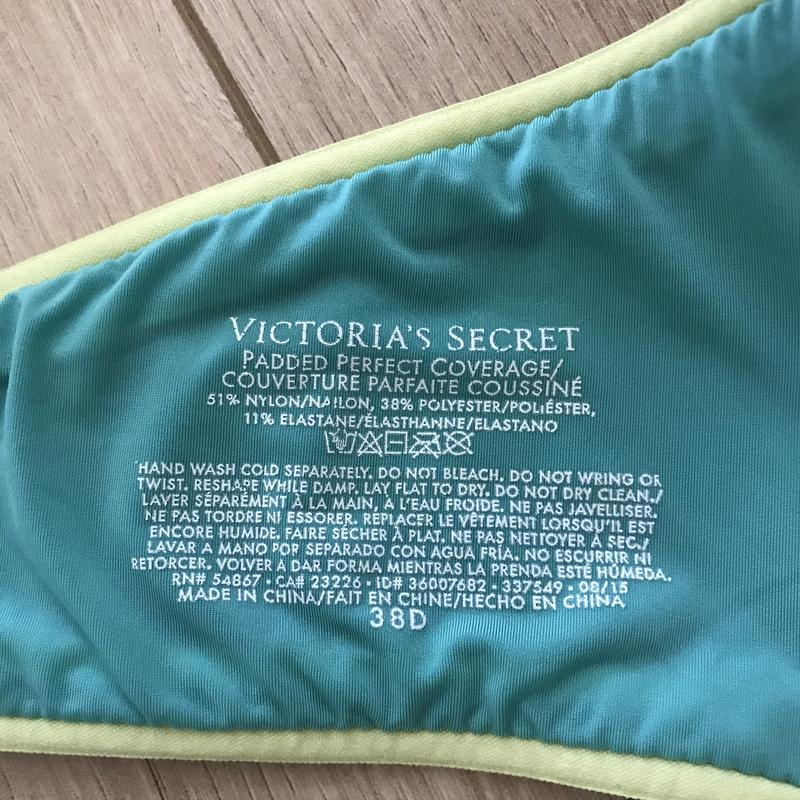 VICTORIA'S SECRET
PADDED PERFECT COVERAGE/
COUVERTURE PARFAITE COUSSINÉ
51% NYLON/NAILON, 38% POLYESTER/POLIÉSTER,
11% ELASTANE/ÉLASTHANNE/ELASTANO
HAND WASH COLD SEPARATELY. DO NOT BLEACH. DO NOT WRING OR
TWIST. RESHAPE WHILE DAMP. LAY FLAT TO DRY. DO NOT DRY CLEAN./
LAVER SÉPARÉMENT À LA MAIN, À L'EAU FROIDE. NE PAS JAVELLISER.
NE PAS TORDRE NI ESSORER. REPLACER LE VÊTEMENT LORSQU'IL EST
ENCORE HUMIDE. FAIRE SÉCHER À PLAT. NE PAS NETTOYER À SEC./
LAVAR A MANO POR SEPARADO CON AGUA FRÍA. NO ESCURRIR NI
RETORCER. VOLVER A DAR FORMA MIENTRAS LA PRENDA ESTÉ HÚMEDA.
RN# 54867 • CA# 23226 • ID# 36007682 • 337549 • 08/15
MADE IN CHINA/FAIT EN CHINE/HECHO EN CHINA
38D